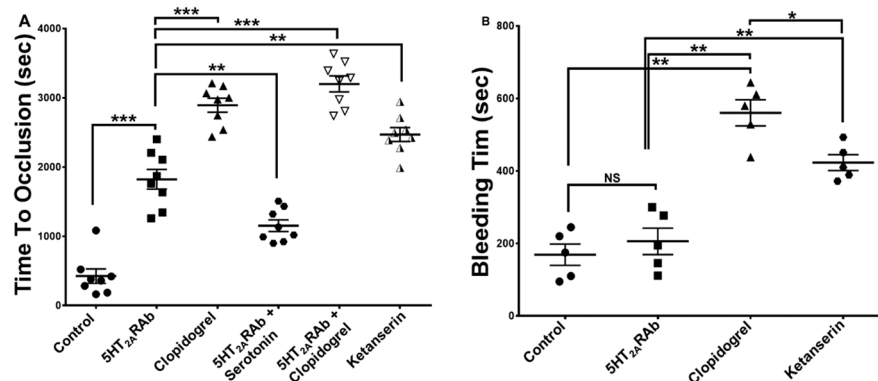 A
***
***
***
**
**
***
Time To Occlusion (sec)
4000
3000
2000
1000
0
Control
5HT2ARAb
Clopidogrel
5HT2ARAb +
Serotonin
5HT2ARAb +
Clopidogrel
Ketanserin
B
*
**
**
**
NS
Bleeding Tim (sec)
800
600
400
200
0
Control
5HT2ARAb
Clopidogrel
Ketanserin